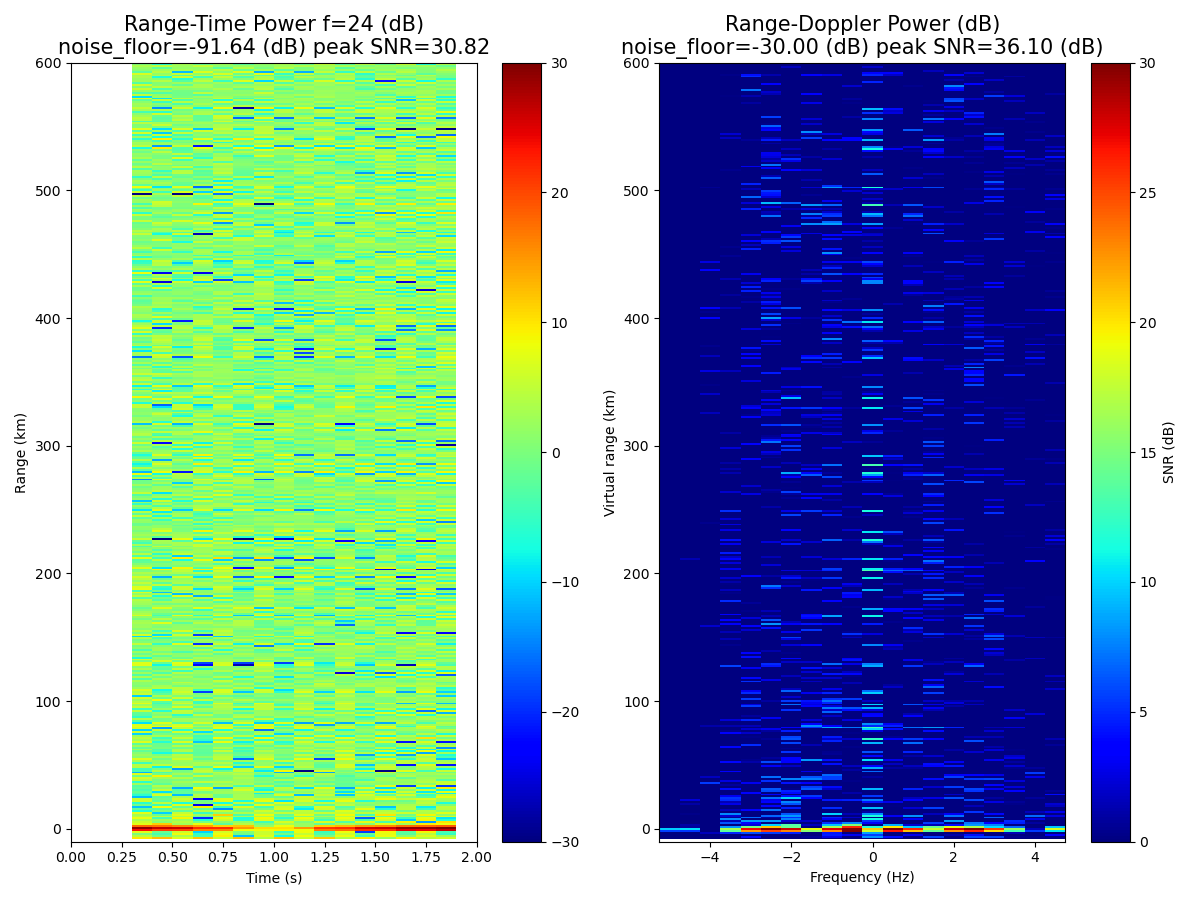 Range-Time Power f=24 (dB)
noise_floor=-91.64 (dB) peak SNR=30.82
Range-Doppler Power (dB)
noise_floor=-30.00 (dB) peak SNR=36.10 (dB)
600
500
400
300
200
100
0
Range (km)
0.00 0.25 0.50 0.75 1.00 1.25 1.50 1.75 2.00
Time (s)
30
20
10
0
−10
−20
−30
600
500
400
300
200
100
0
Virtual range (km)
−4 −2 0 2 4
Frequency (Hz)
30
25
20
15
10
5
0
SNR (dB)